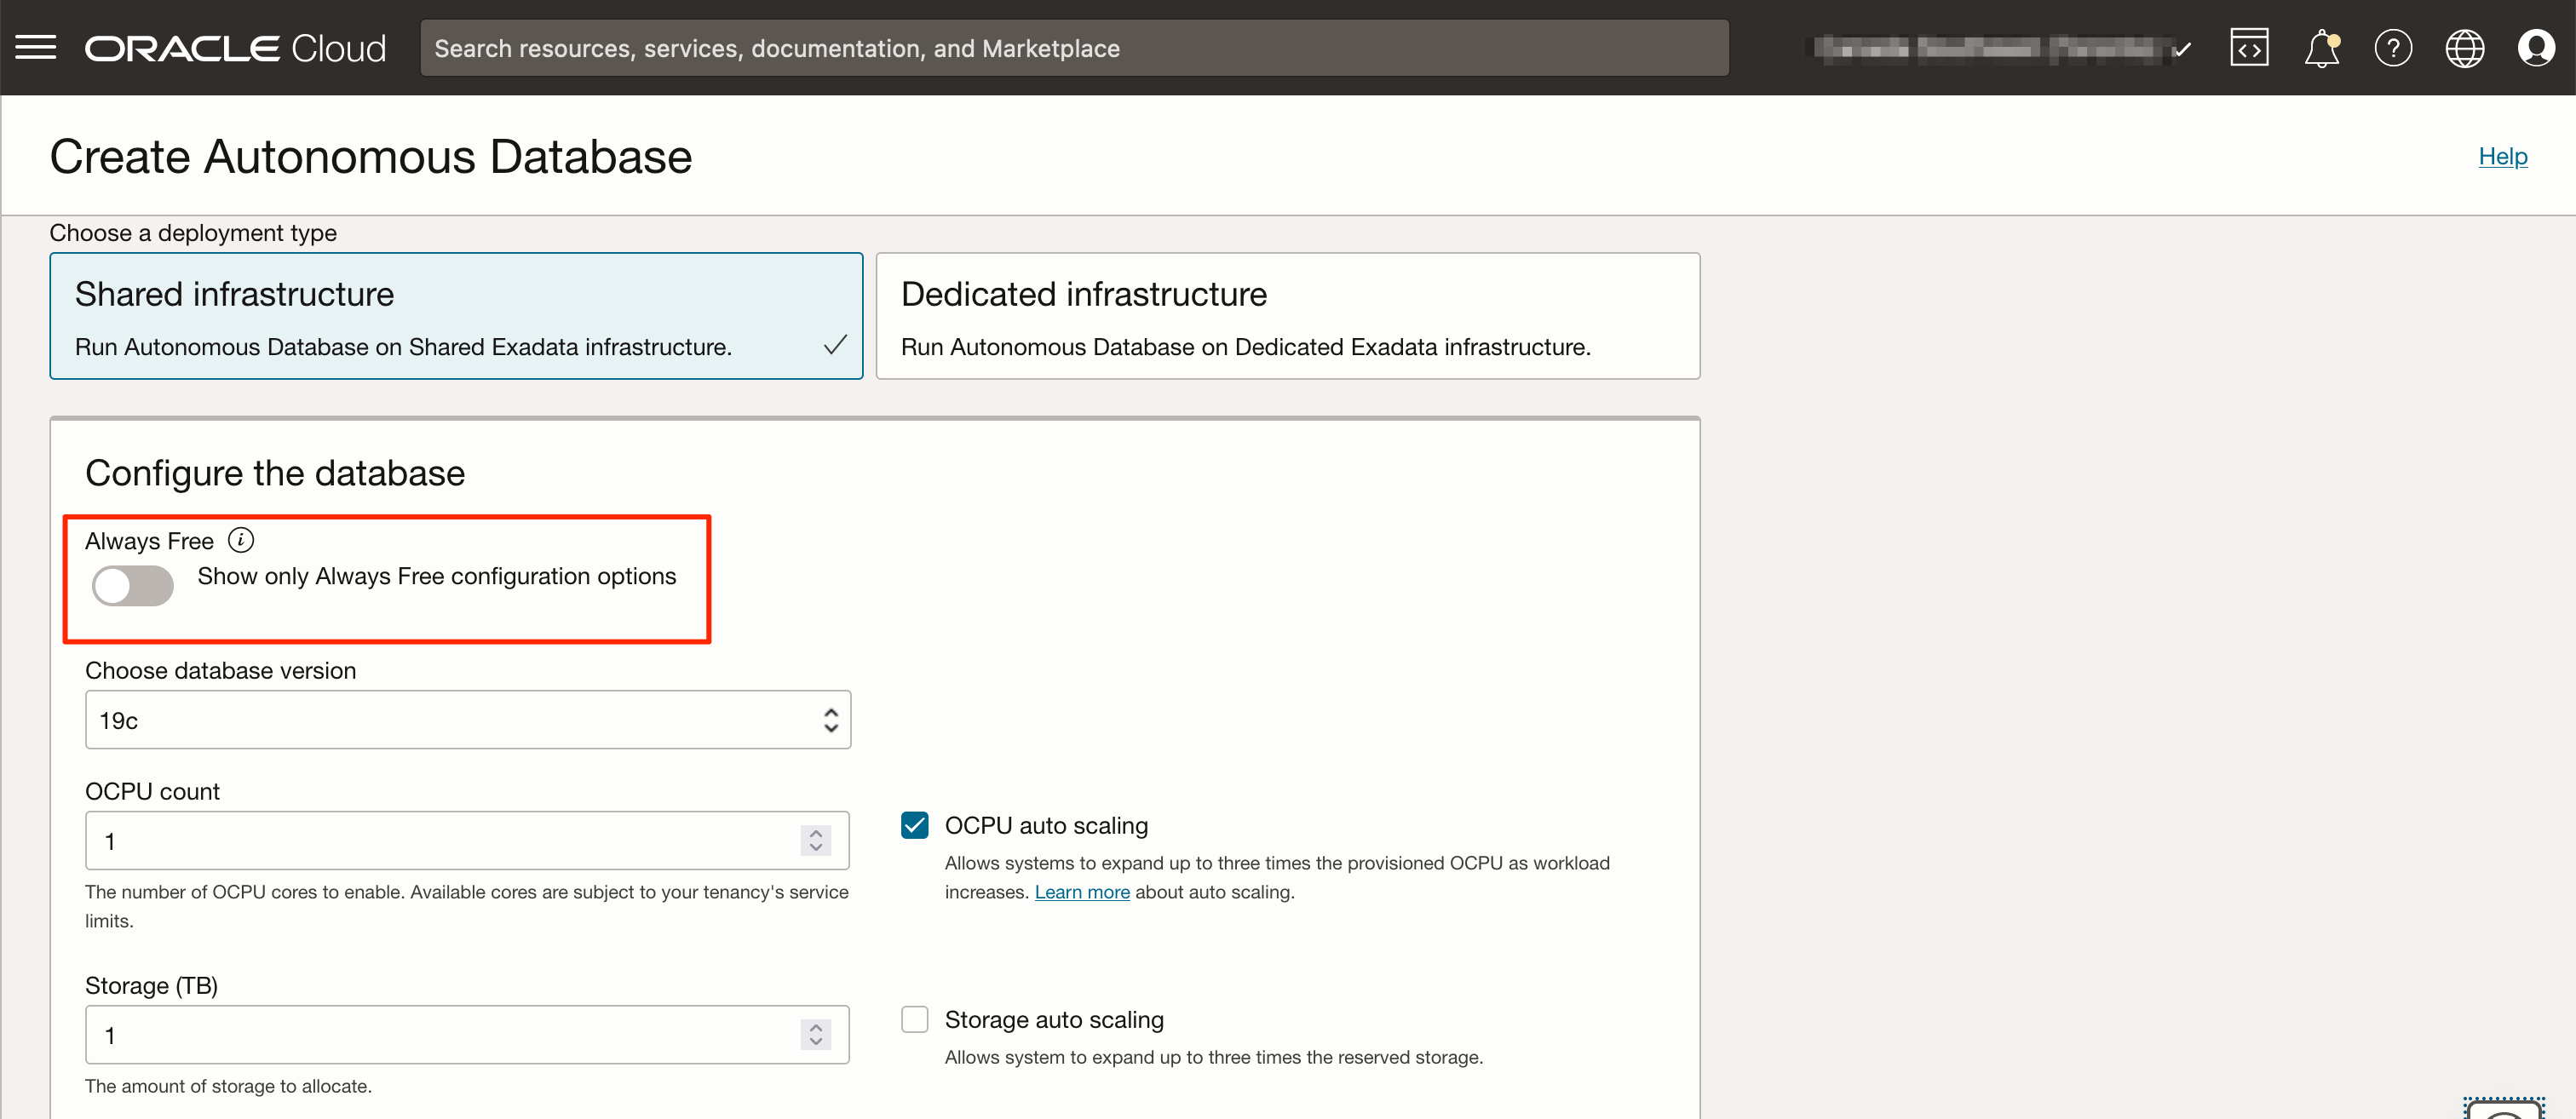 ORACLE Cloud
Search resources, services, documentation, and Marketplace
Create Autonomous Database
Help
Choose a deployment type
Shared infrastructure
Run Autonomous Database on Shared Exadata infrastructure.
Dedicated infrastructure
Run Autonomous Database on Dedicated Exadata infrastructure.
Configure the database
Always Free
Show only Always Free configuration options
Choose database version
19c
OCPU count
1
The number of OCPU cores to enable. Available cores are subject to your tenancy's service
limits.
OCPU auto scaling
Allows systems to expand up to three times the provisioned OCPU as workload
increases. Learn more about auto scaling.
Storage (TB)
1
The amount of storage to allocate.
Storage auto scaling
Allows system to expand up to three times the reserved storage.